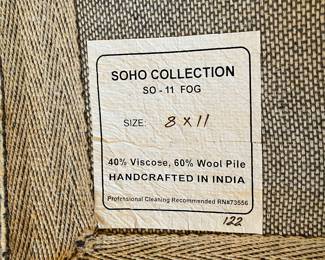 SOHO COLLECTION
SO - 11 FOG
SIZE: 8 x 11
40% Viscose, 60% Wool Pile
HANDCRAFTED IN INDIA
Professional Cleaning Recommended RN#73556
122